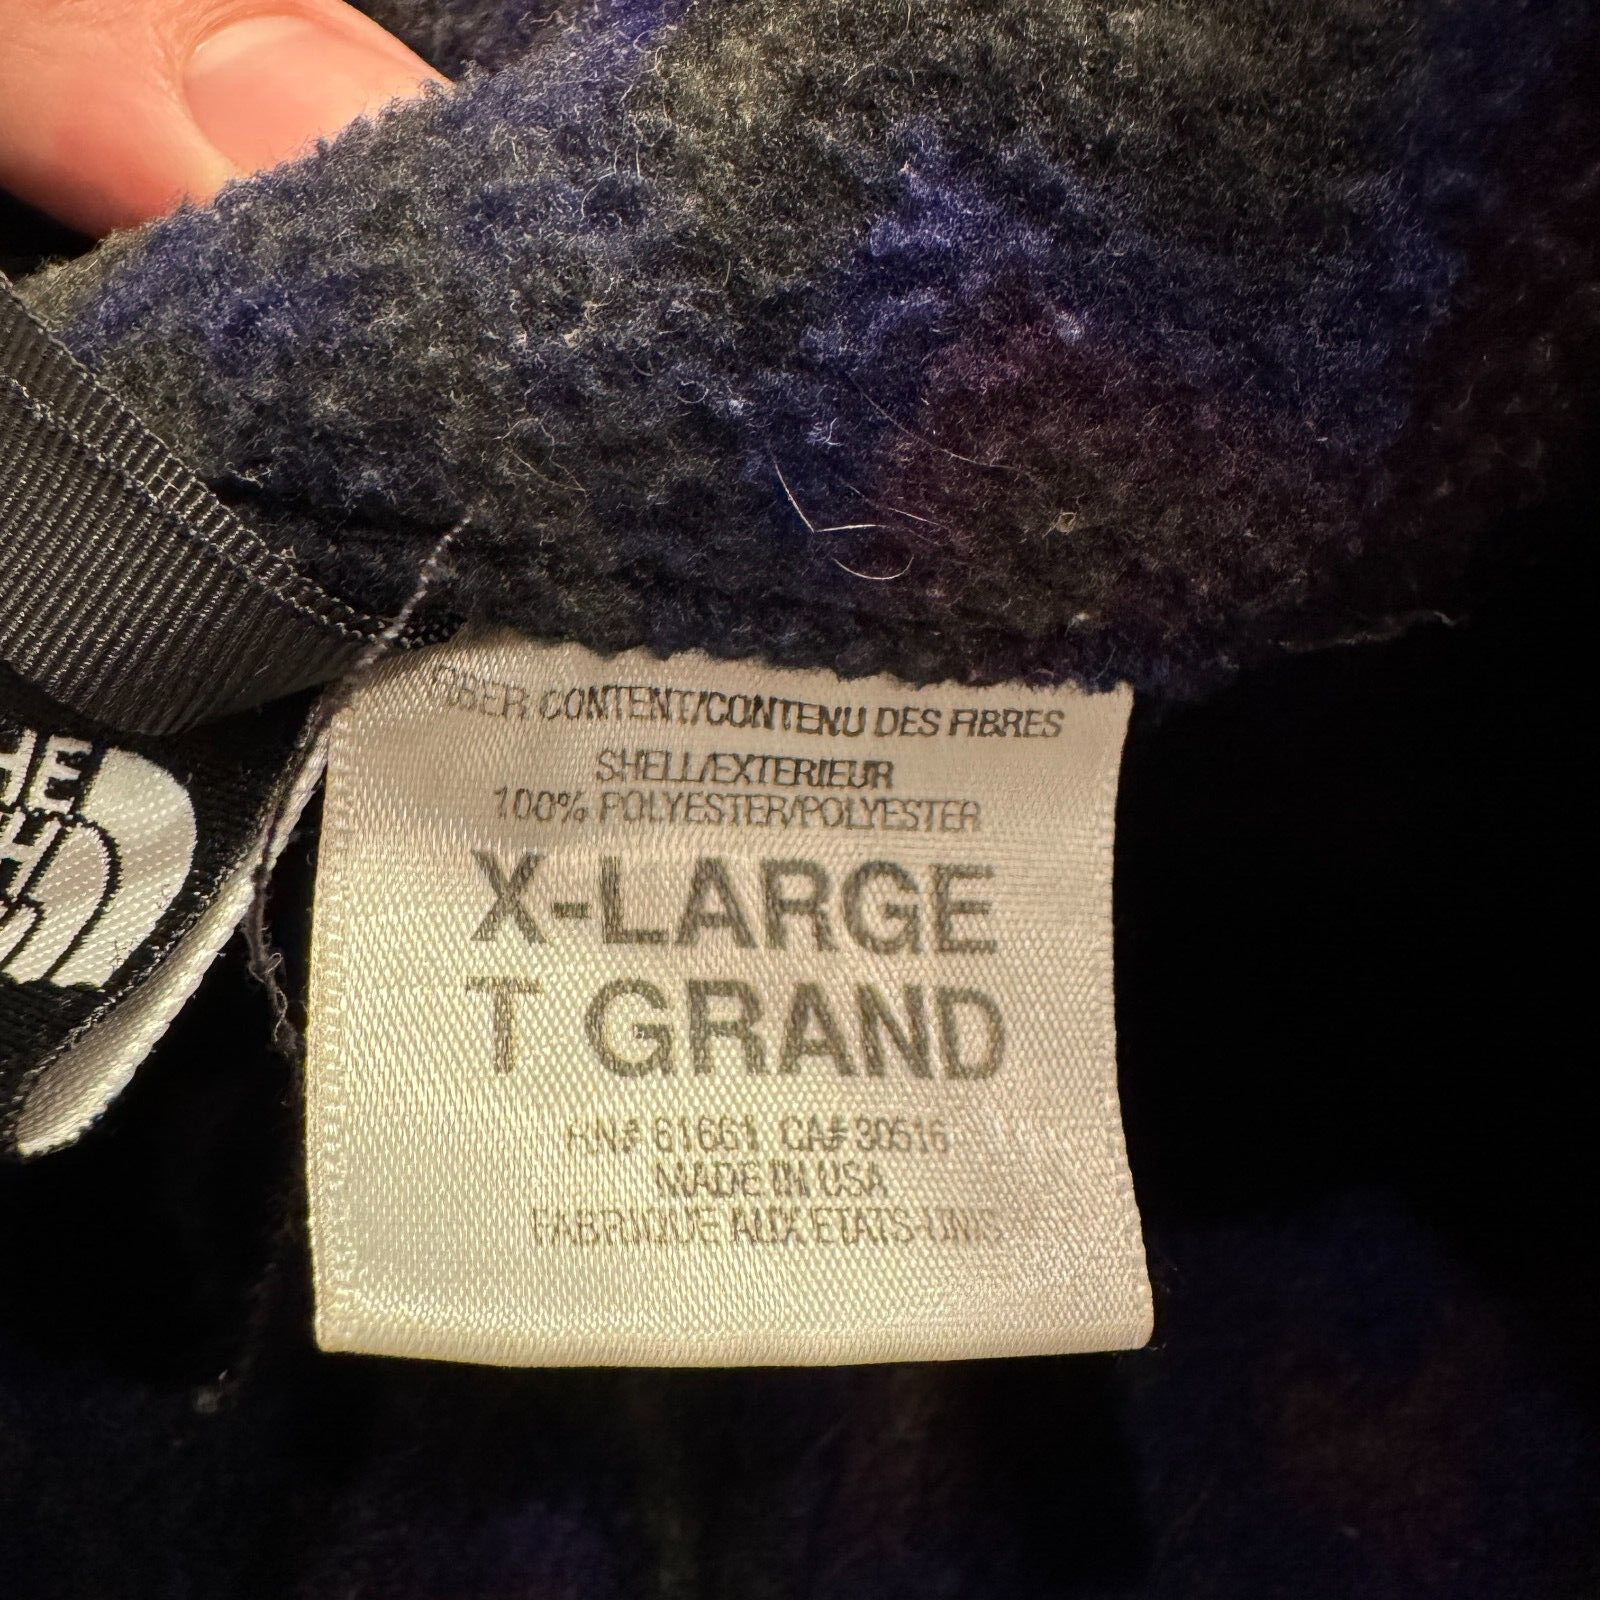 FIBER CONTENT/CONTENU DES FIBRES
SHELL/EXTERIEUR
100% POLYESTER/POLYESTER
X-LARGE
T GRAND
RN# 61661 CA# 30516
MADE IN USA
FABRIQUE AUX ETATS-UNIS
HE
H